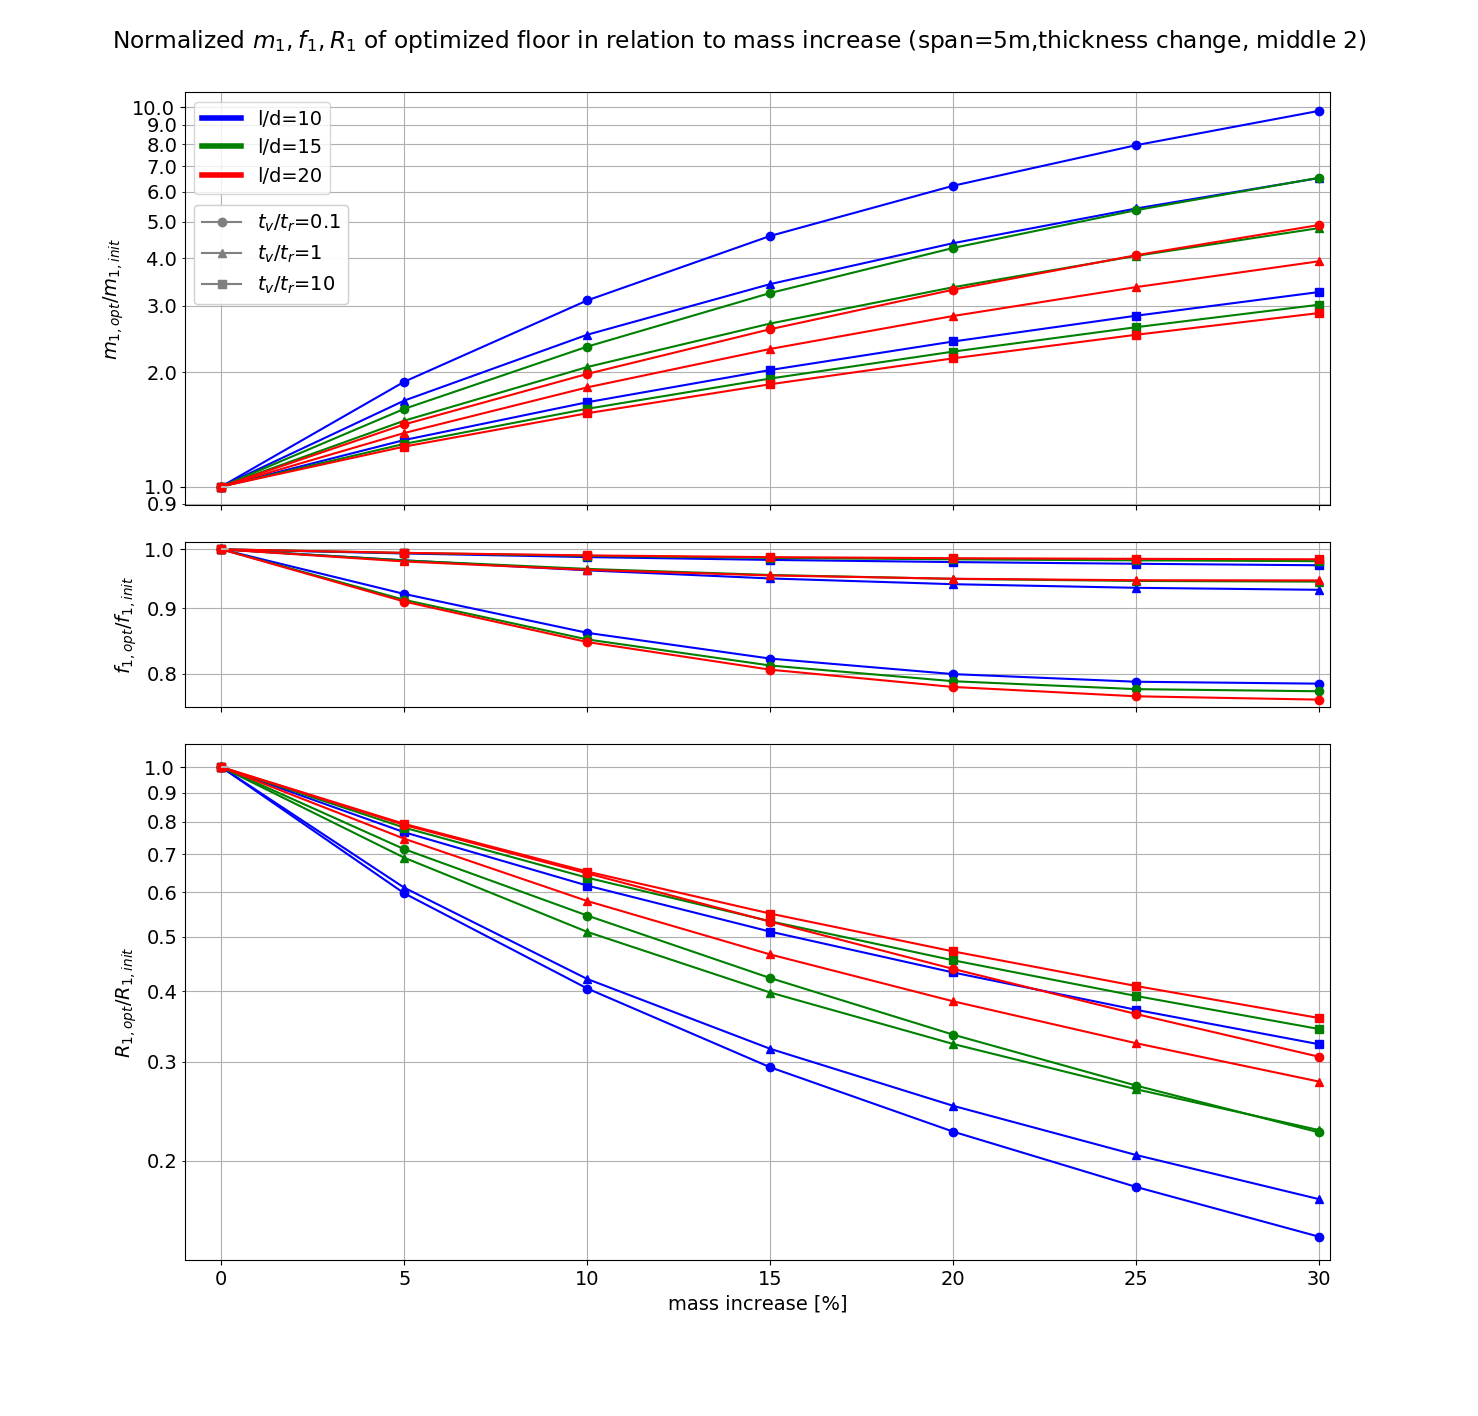 Normalized m₁, f₁, R₁ of optimized floor in relation to mass increase (span=5m,thickness change, middle 2)
10.0
9.0
8.0
7.0
6.0
5.0
4.0
3.0
2.0
1.0
0.9
m₁,opt/m₁,init
l/d=10
l/d=15
l/d=20
tᵥ/tᵣ=0.1
tᵥ/tᵣ=1
tᵥ/tᵣ=10
1.0
0.9
0.8
f₁,opt/f₁,init
1.0
0.9
0.8
0.7
0.6
0.5
0.4
0.3
0.2
R₁,opt/R₁,init
0 5 10 15 20 25 30
mass increase [%]